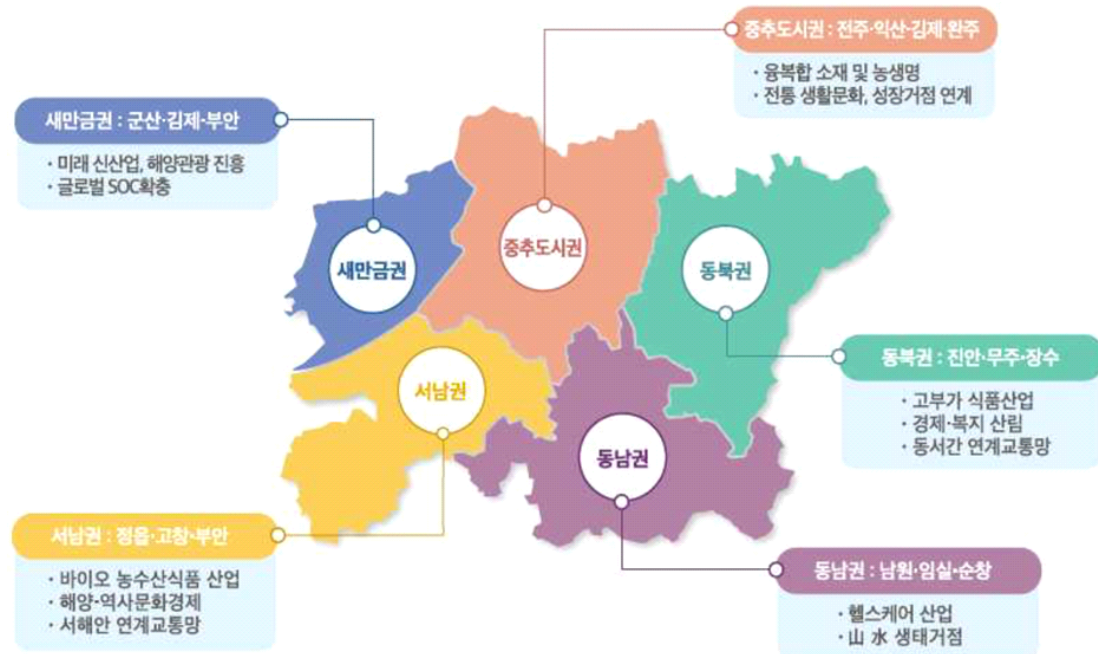 중추도시권 : 전주·익산·김제·완주
· 융복합 소재 및 농생명
· 전통 생활문화, 성장거점 연계
새만금권 : 군산·김제·부안
· 미래 신산업, 해양관광 진흥
· 글로벌 SOC확충
중추도시권
새만금권
동북권
동북권 : 진안·무주·장수
· 고부가 식품산업
· 경제·복지 산림
· 동서간 연계교통망
서남권
동남권
서남권 : 정읍·고창·부안
· 바이오 농수산식품 산업
· 해양·역사문화경제
· 서해안 연계교통망
동남권 : 남원·임실·순창
· 헬스케어 산업
· 山 水 생태거점